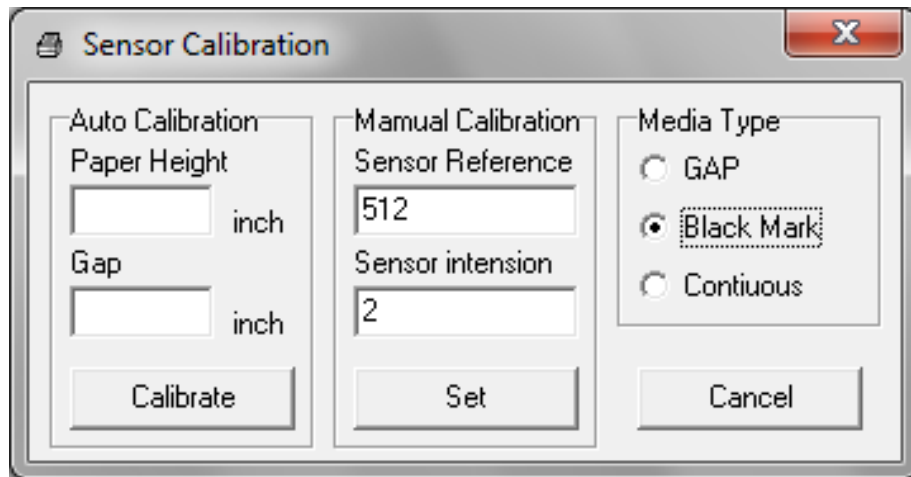 Sensor Calibration
Auto Calibration
Paper Height
inch
Gap
inch
Calibrate
Mamual Calibration
Sensor Reference
512
Sensor intension
2
Set
Media Type
GAP
Black Mark
Contiuous
Cancel